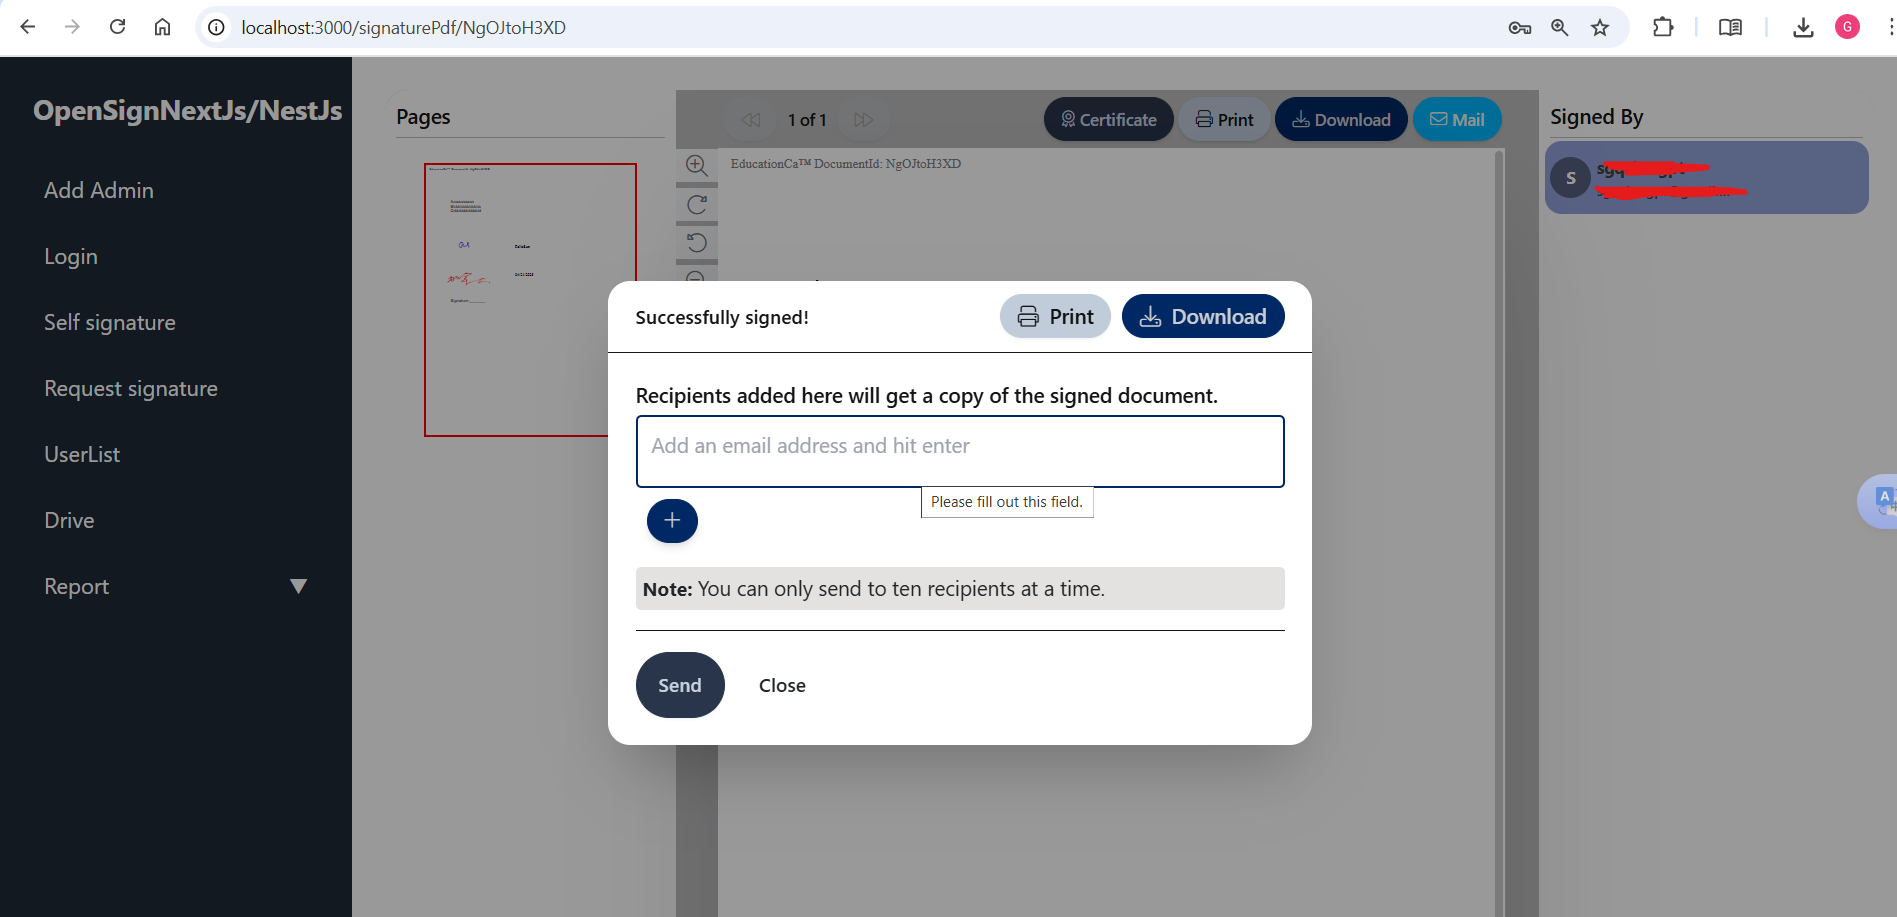 localhost:3000/signaturePdf/NgOJtoH3XD
G
OpenSignNextJs/NestJs
Add Admin
Login
Self signature
Request signature
UserList
Drive
Report
Pages
1 of 1
Certificate
Print
Download
Mail
EducationCa™ DocumentId: NgOJtoH3XD
Signed By
S
Successfully signed!
Print
Download
Recipients added here will get a copy of the signed document.
Add an email address and hit enter
Please fill out this field.
+
Note: You can only send to ten recipients at a time.
Send
Close
A